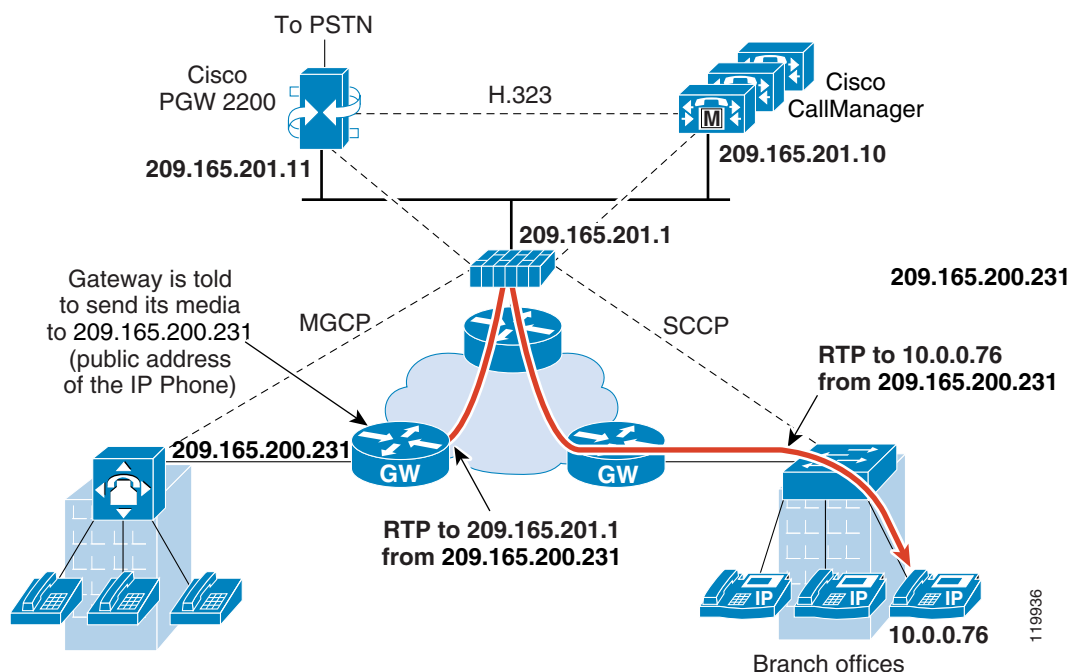 To PSTN
Cisco
PGW 2200
H.323
M
Cisco
CallManager
209.165.201.11
209.165.201.10
209.165.201.1
Gateway is told
to send its media
to 209.165.200.231
(public address
of the IP Phone)
MGCP
SCCP
209.165.200.231
RTP to 10.0.0.76
from 209.165.200.231
209.165.200.231
GW
GW
RTP to 209.165.201.1
from 209.165.200.231
IP
IP
IP
10.0.0.76
Branch offices
119936